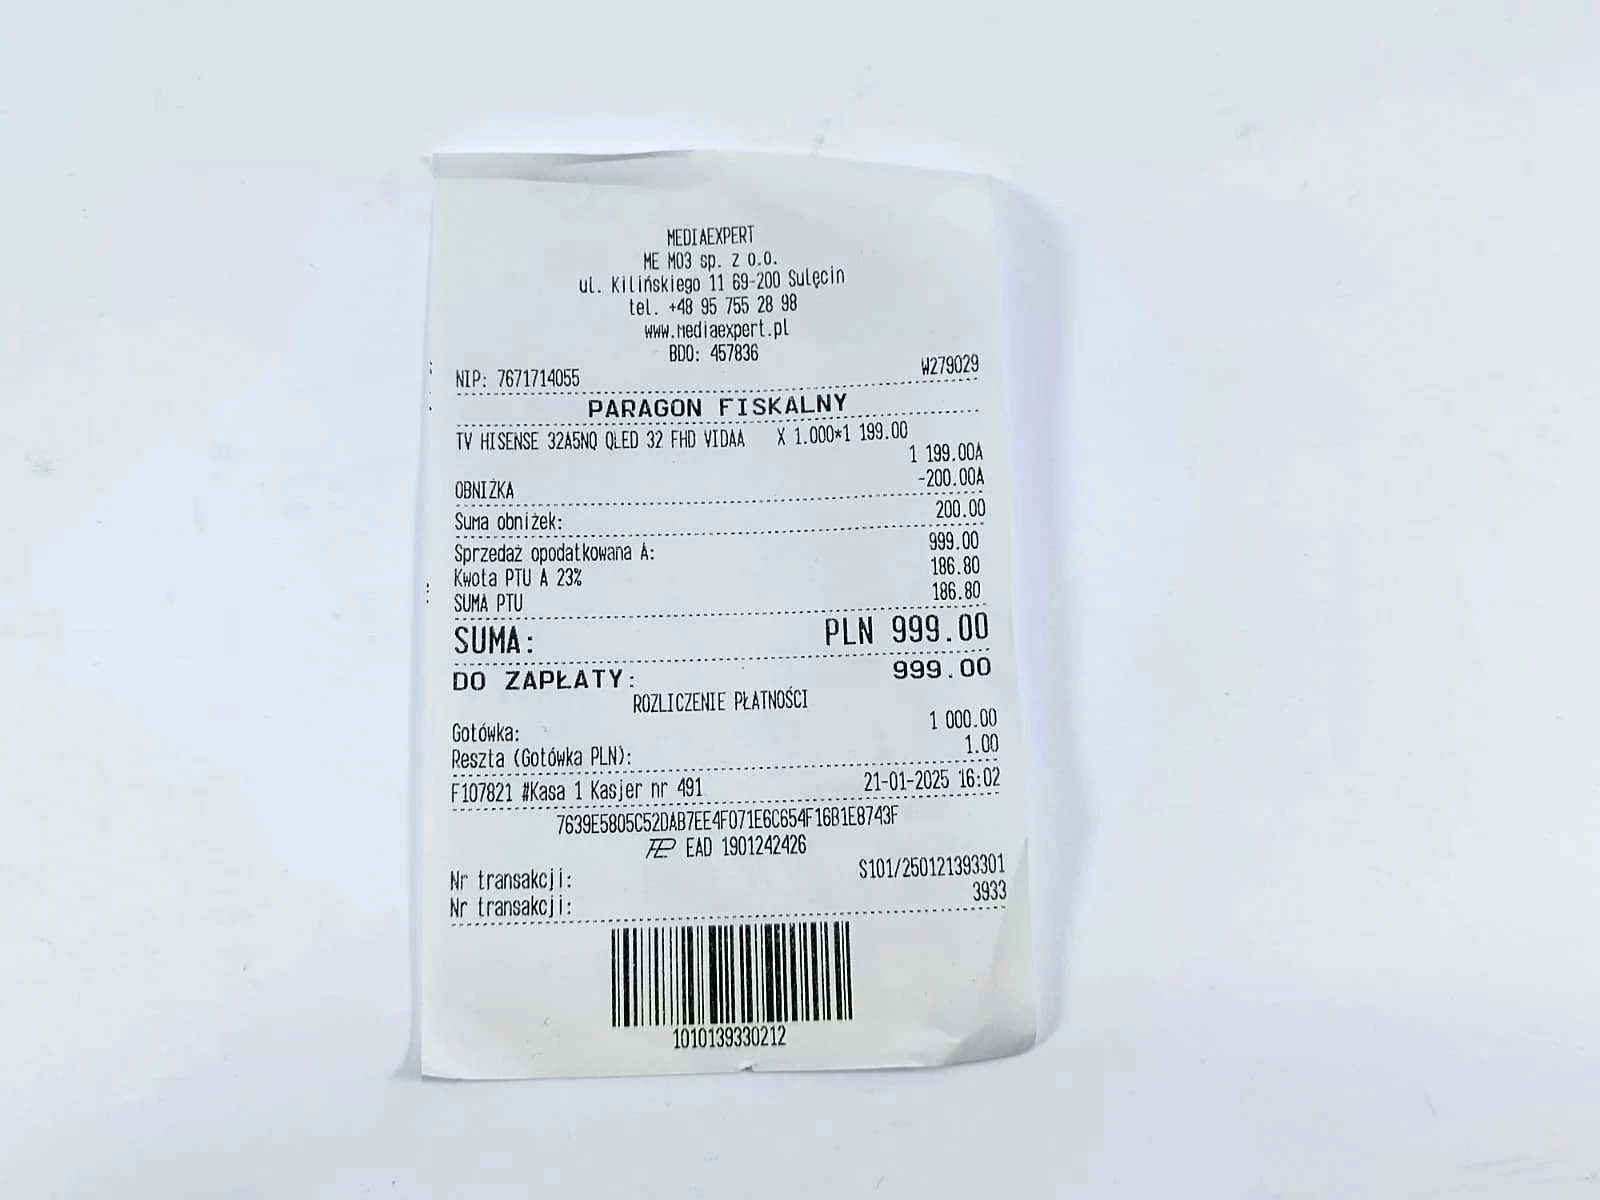 MEDIAEXPERT
ME M03 sp. z o.o.
ul. Kilińskiego 11 69-200 Sulęcin
tel. +48 95 755 28 98
www.mediaexpert.pl
BDO: 457836
NIP: 7671714055 W279029
PARAGON FISKALNY
TV HISENSE 32A5NQ QLED 32 FHD VIDAA X 1.000*1 199.00
1 199.00A
OBNIŻKA -200.00A
Suma obniżek: 200.00
Sprzedaż opodatkowana A: 999.00
Kwota PTU A 23% 186.80
SUMA PTU 186.80
SUMA: PLN 999.00
DO ZAPŁATY: 999.00
ROZLICZENIE PŁATNOŚCI
Gotówka: 1 000.00
Reszta (Gotówka PLN): 1.00
F107821 #Kasa 1 Kasjer nr 491 21-01-2025 16:02
7639E5805C52DAB7EE4F071E6C654F16B1E8743F
EAD 1901242426
Nr transakcji: S101/250121393301
Nr transakcji: 3933
1010139330212